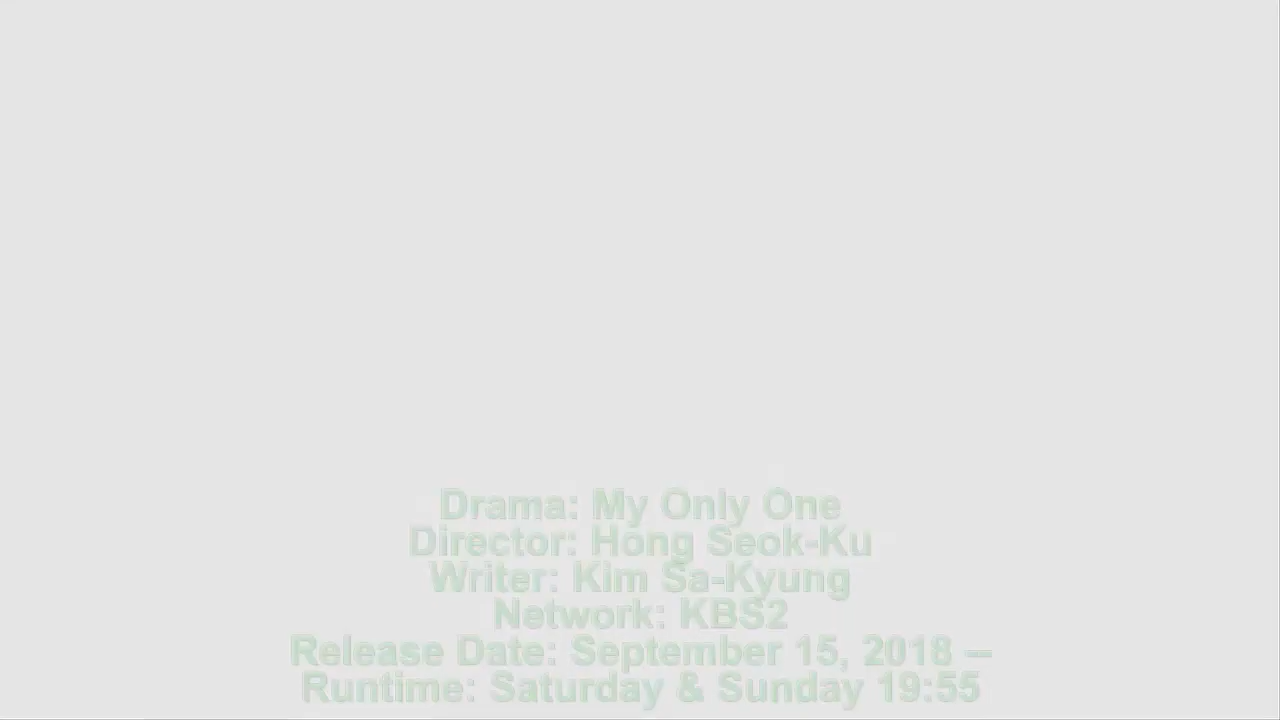 Drama: My Only One
Director: Hong Seok-Ku
Writer: Kim Sa-Kyung
Network: KBS2
Release Date: September 15, 2018 --
Runtime: Saturday & Sunday 19:55